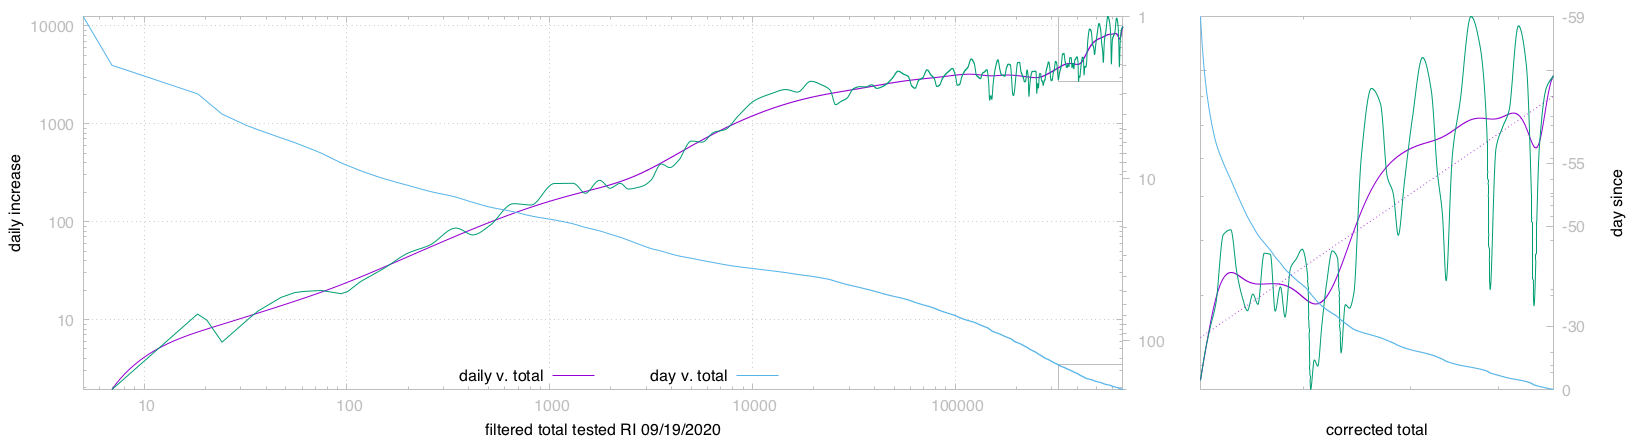 10000
1000
100
10
daily increase
10
100
1000
10000
100000
filtered total tested RI 09/19/2020
daily v. total
day v. total
1
10
100
-59
-55
-50
-30
0
day since
corrected total